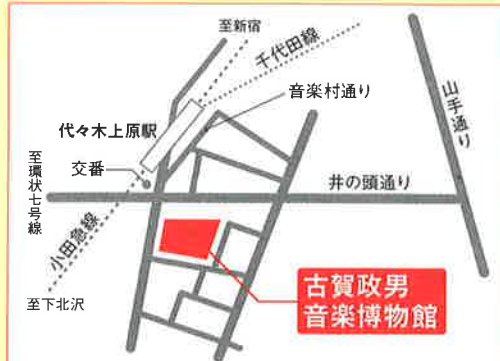 至新宿
千代田線
音楽村通り
山手通り
代々木上原駅
交番
至環状七号線
井の頭通り
小田急線
至下北沢
古賀政男
音楽博物館